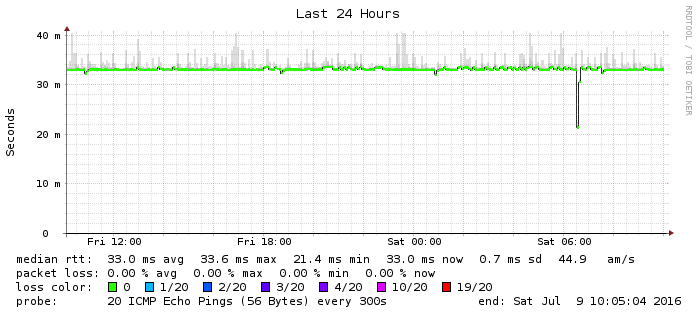 Last 24 Hours
RRDTOOL / TOBI OETIKER
Seconds
40 m
30 m
20 m
10 m
0
Fri 12:00 Fri 18:00 Sat 00:00 Sat 06:00
median rtt: 33.0 ms avg 33.6 ms max 21.4 ms min 33.0 ms now 0.7 ms sd 44.9 am/s
packet loss: 0.00 % avg 0.00 % max 0.00 % min 0.00 % now
loss color: 0 1/20 2/20 3/20 4/20 10/20 19/20
probe: 20 ICMP Echo Pings (56 Bytes) every 300s end: Sat Jul 9 10:05:04 2016